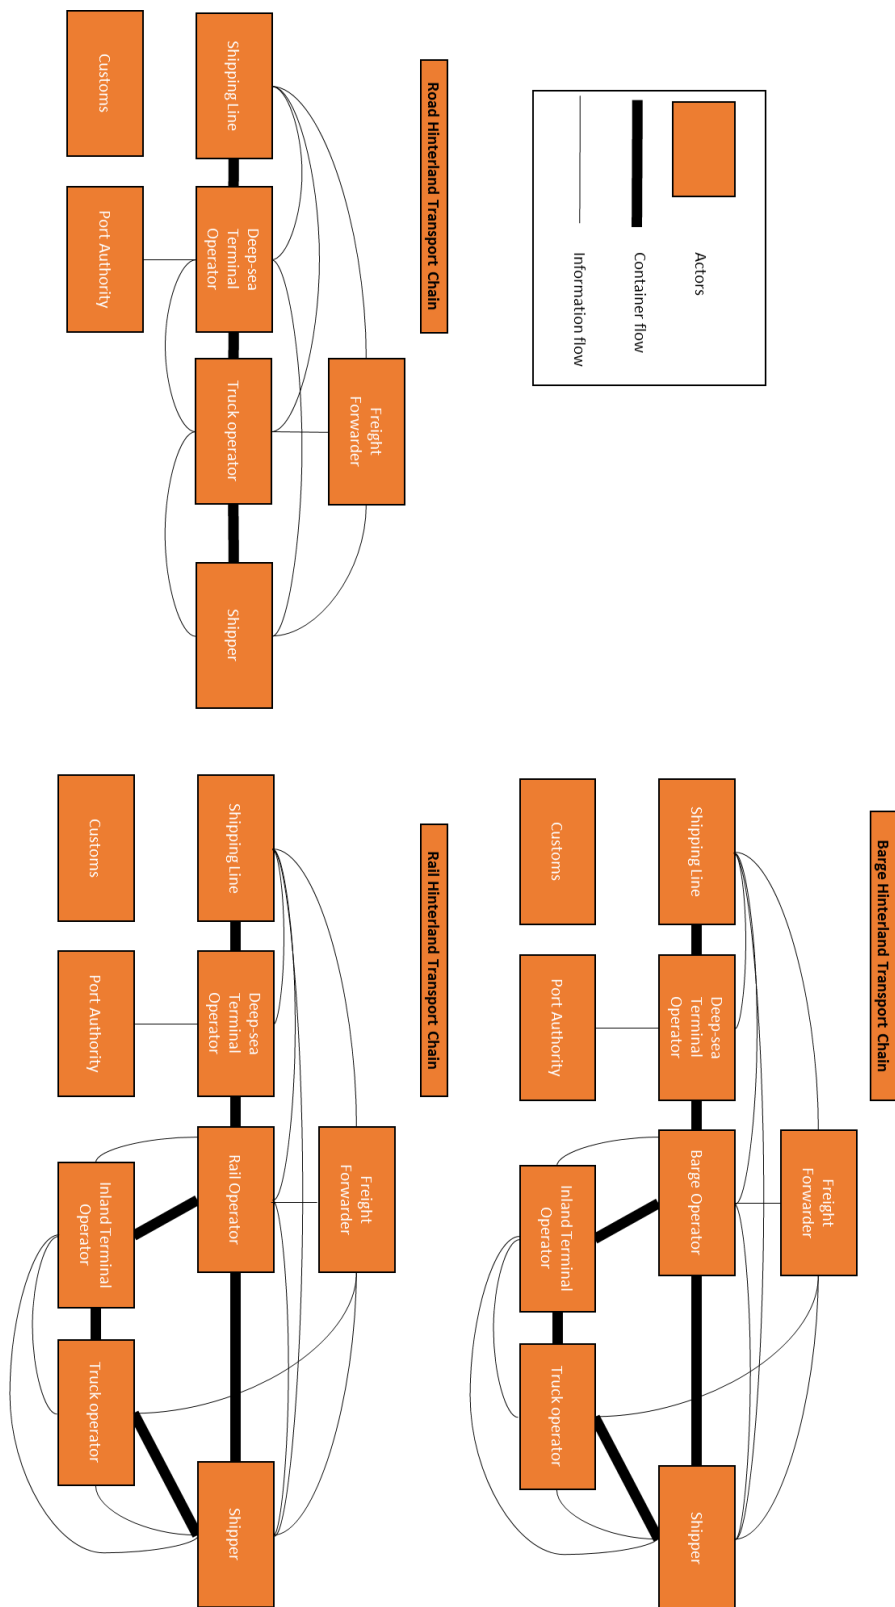 Actors
Container flow
Information flow
Barge Hinterland Transport Chain
Freight
Forwarder
Shipping Line
Deep-sea
Terminal
Operator
Barge Operator
Shipper
Customs
Port Authority
Inland Terminal
Operator
Truck operator
Road Hinterland Transport Chain
Freight
Forwarder
Shipping Line
Deep-sea
Terminal
Operator
Truck operator
Shipper
Customs
Port Authority
Rail Hinterland Transport Chain
Freight
Forwarder
Shipping Line
Deep-sea
Terminal
Operator
Rail Operator
Shipper
Customs
Port Authority
Inland Terminal
Operator
Truck operator